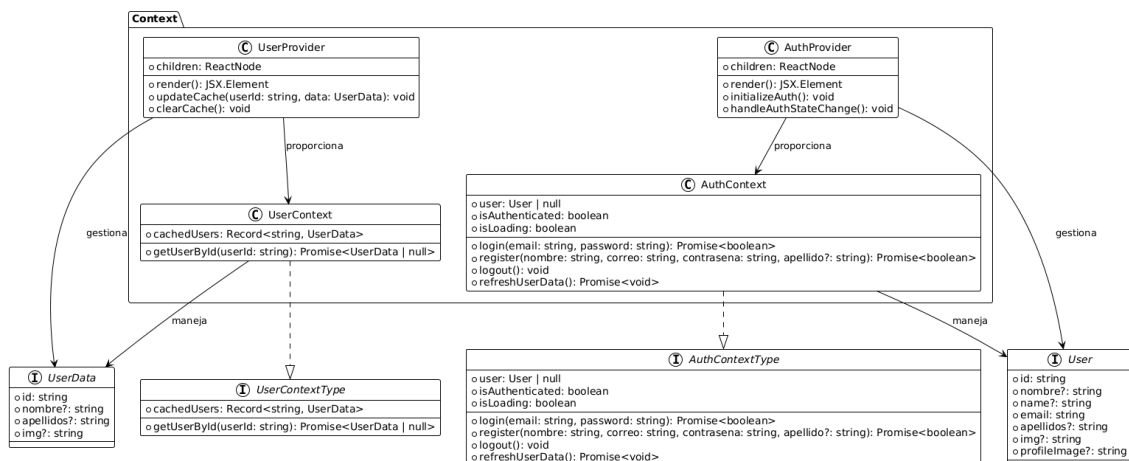 Context
C UserProvider
children: ReactNode
render(): JSX.Element
updateCache(userId: string, data: UserData): void
clearCache(): void
C AuthProvider
children: ReactNode
render(): JSX.Element
initializeAuth(): void
handleAuthStateChange(): void
proporciona
proporciona
C AuthContext
user: User | null
isAuthenticated: boolean
isLoading: boolean
login(email: string, password: string): Promise<boolean>
register(nombre: string, correo: string, contrasena: string, apellido?: string): Promise<boolean>
logout(): void
refreshUserData(): Promise<void>
C UserContext
cachedUsers: Record<string, UserData>
getUserById(userId: string): Promise<UserData | null>
gestiona
gestiona
maneja
maneja
I UserData
id: string
nombre?: string
apellidos?: string
img?: string
I UserContextType
cachedUsers: Record<string, UserData>
getUserById(userId: string): Promise<UserData | null>
I AuthContextType
user: User | null
isAuthenticated: boolean
isLoading: boolean
login(email: string, password: string): Promise<boolean>
register(nombre: string, correo: string, contrasena: string, apellido?: string): Promise<boolean>
logout(): void
refreshUserData(): Promise<void>
I User
id: string
nombre?: string
name?: string
email: string
apellidos?: string
img?: string
profileImage?: string